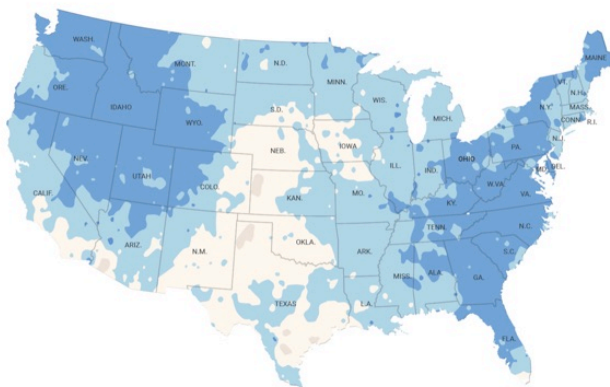 WASH.
MAINE
MONT.
N.D.
MINN.
VT.
N.H.
ORE.
WIS.
N.Y.
MASS.
IDAHO
S.D.
MICH.
CONN.
R.I.
WYO.
PA.
N.J.
NEB.
IOWA
OHIO
NEV.
ILL.
IND.
MD.
DEL.
UTAH
COLO.
W.VA.
VA.
CALIF.
KAN.
MO.
KY.
N.C.
TENN.
ARIZ.
N.M.
OKLA.
ARK.
S.C.
MISS.
ALA.
GA.
TEXAS
LA.
FLA.